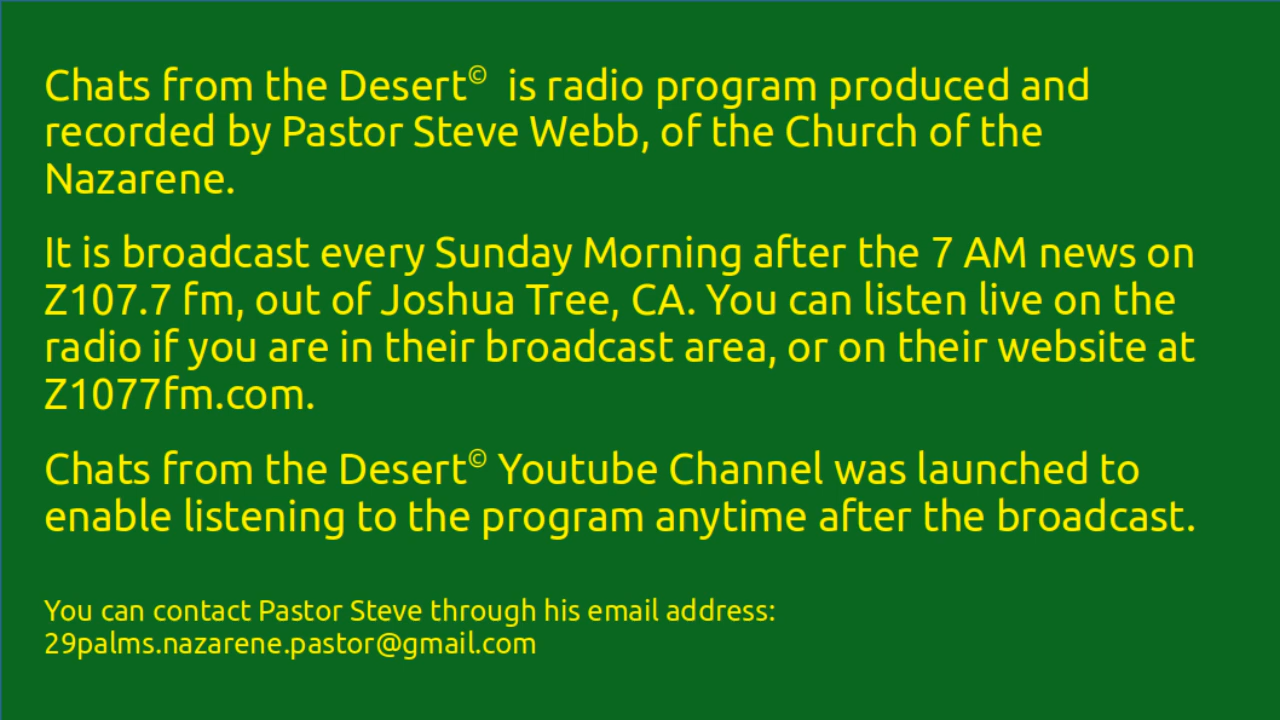 Chats from the Desert© is radio program produced and
recorded by Pastor Steve Webb, of the Church of the
Nazarene.
It is broadcast every Sunday Morning after the 7 AM news on
Z107.7 fm, out of Joshua Tree, CA. You can listen live on the
radio if you are in their broadcast area, or on their website at
Z1077fm.com.
Chats from the Desert© Youtube Channel was launched to
enable listening to the program anytime after the broadcast.
You can contact Pastor Steve through his email address:
29palms.nazarene.pastor@gmail.com